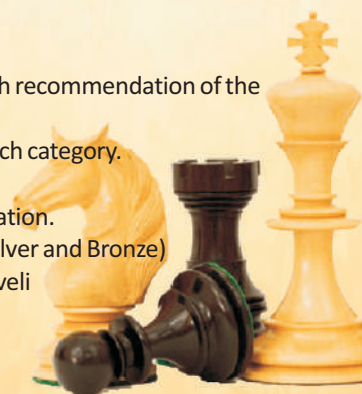 h recommendation of the
ch category.
ation.
lver and Bronze)
veli